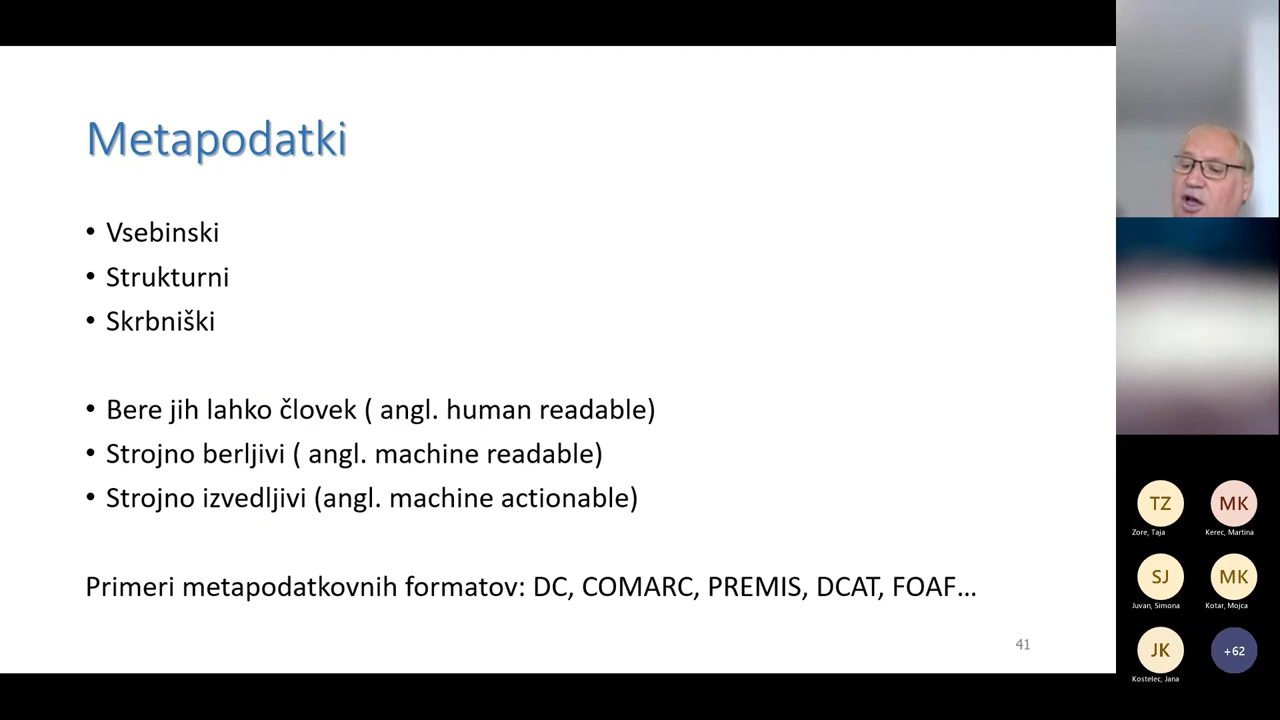 Metapodatki
• Vsebinski
• Strukturni
• Skrbniški
• Bere jih lahko človek ( angl. human readable)
• Strojno berljivi ( angl. machine readable)
• Strojno izvedljivi (angl. machine actionable)
Primeri metapodatkovnih formatov: DC, COMARC, PREMIS, DCAT, FOAF…
41
TZ
Zore, Taja
MK
Kerec, Martina
SJ
Juvan, Simona
MK
Kotar, Mojca
JK
Kostelec, Jana
+62